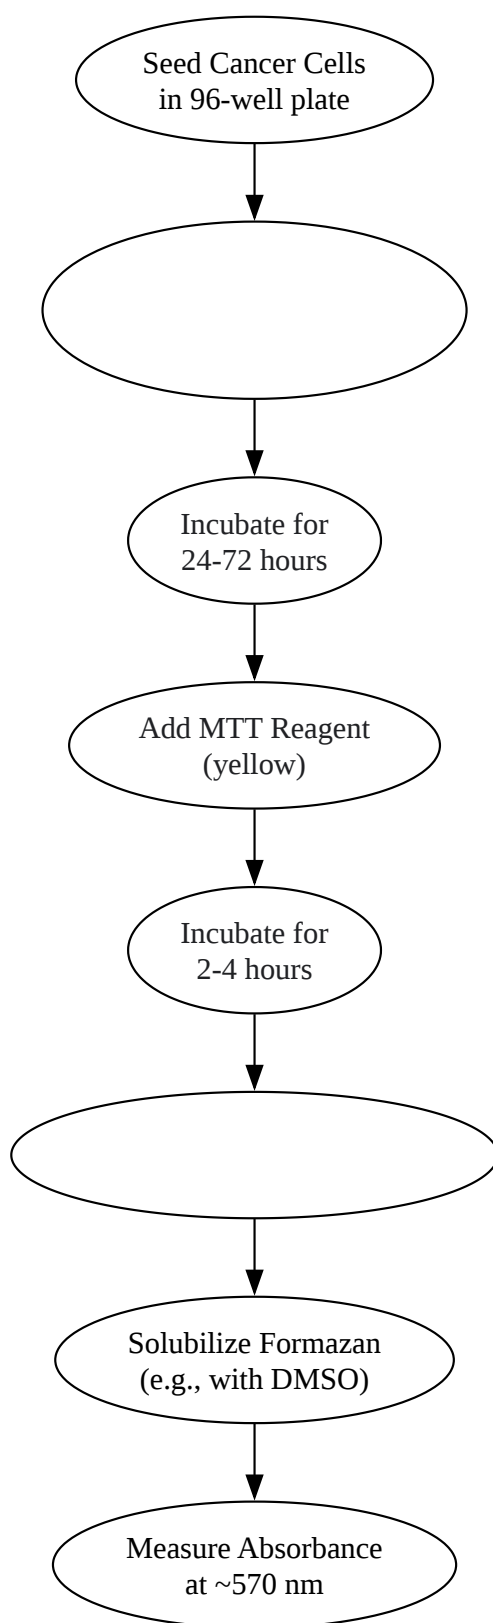 Seed Cancer Cells
in 96-well plate
Incubate for
24-72 hours
Add MTT Reagent
(yellow)
Incubate for
2-4 hours
Solubilize Formazan
(e.g., with DMSO)
Measure Absorbance
at ~570 nm